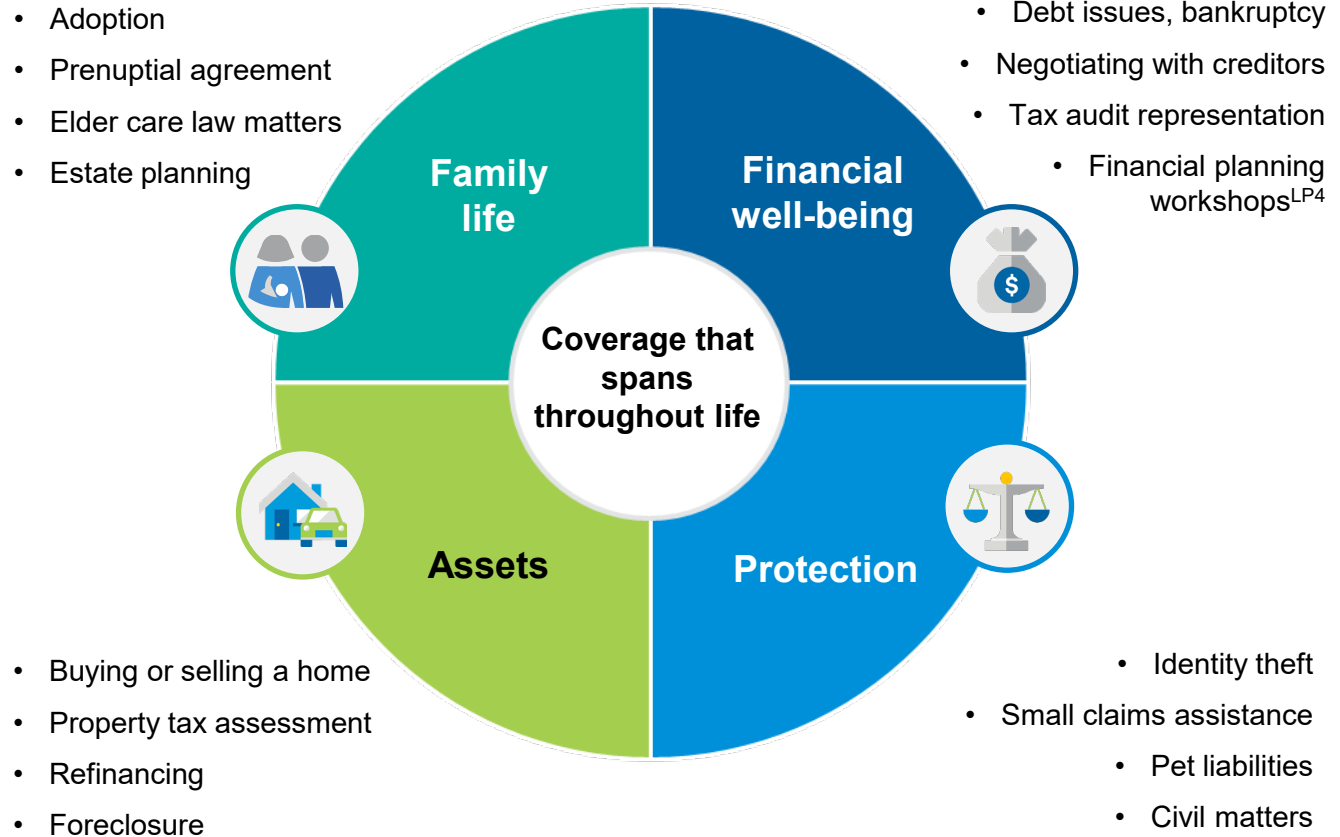 • Adoption
• Prenuptial agreement
• Elder care law matters
• Estate planning
• Debt issues, bankruptcy
• Negotiating with creditors
• Tax audit representation
• Financial planning
workshopsLP4
Family
life
Financial
well-being
$
Coverage that
spans
throughout life
Assets
Protection
• Buying or selling a home
• Property tax assessment
• Refinancing
• Foreclosure
• Identity theft
• Small claims assistance
• Pet liabilities
• Civil matters